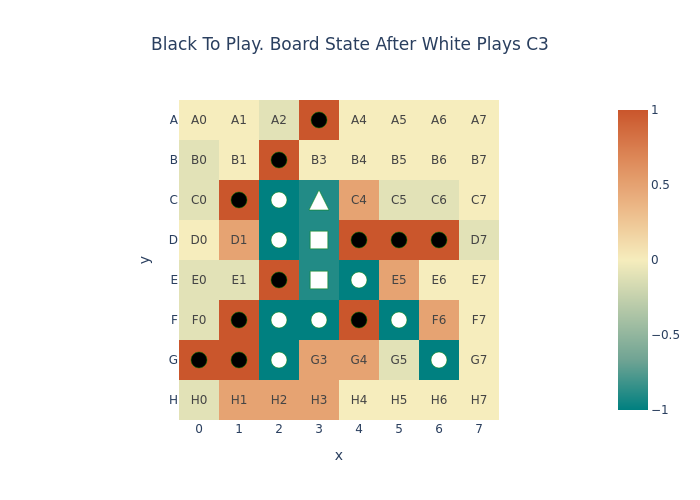 Black To Play. Board State After White Plays C3
A A0 A1 A2 A4 A5 A6 A7
B B0 B1 B3 B4 B5 B6 B7
C C0 C4 C5 C6 C7
D D0 D1 D7
E E0 E1 E5 E6 E7
F F0 F6 F7
G G3 G4 G5 G7
H H0 H1 H2 H3 H4 H5 H6 H7
0 1 2 3 4 5 6 7
x
y
1
0.5
0
−0.5
−1